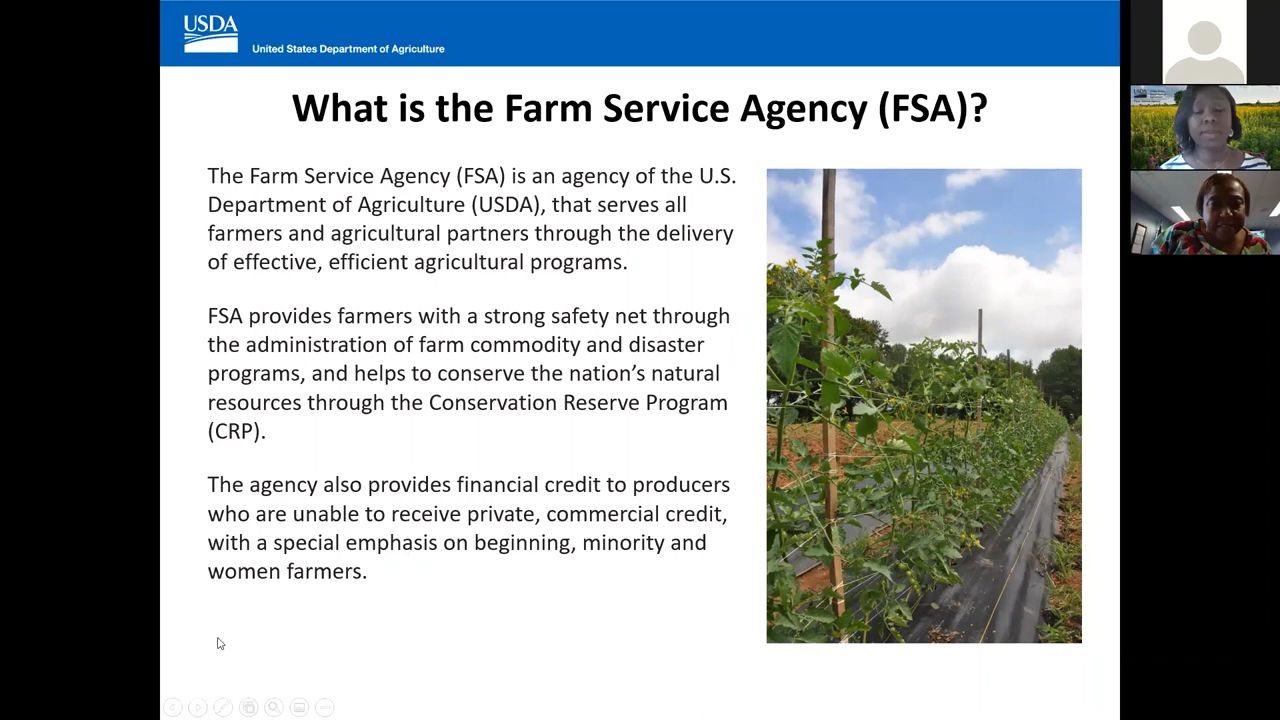 USDA
United States Department of Agriculture
What is the Farm Service Agency (FSA)?
The Farm Service Agency (FSA) is an agency of the U.S.
Department of Agriculture (USDA), that serves all
farmers and agricultural partners through the delivery
of effective, efficient agricultural programs.
FSA provides farmers with a strong safety net through
the administration of farm commodity and disaster
programs, and helps to conserve the nation’s natural
resources through the Conservation Reserve Program
(CRP).
The agency also provides financial credit to producers
who are unable to receive private, commercial credit,
with a special emphasis on beginning, minority and
women farmers.
USDA